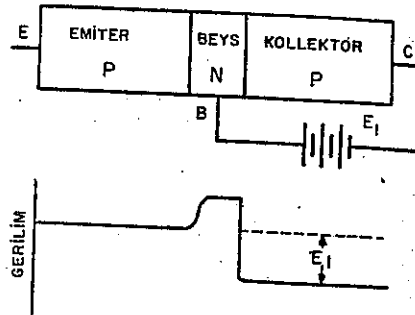 E EMİTER BEYS KOLLEKTÖR C
P N P
B E1
GERİLİM
E1